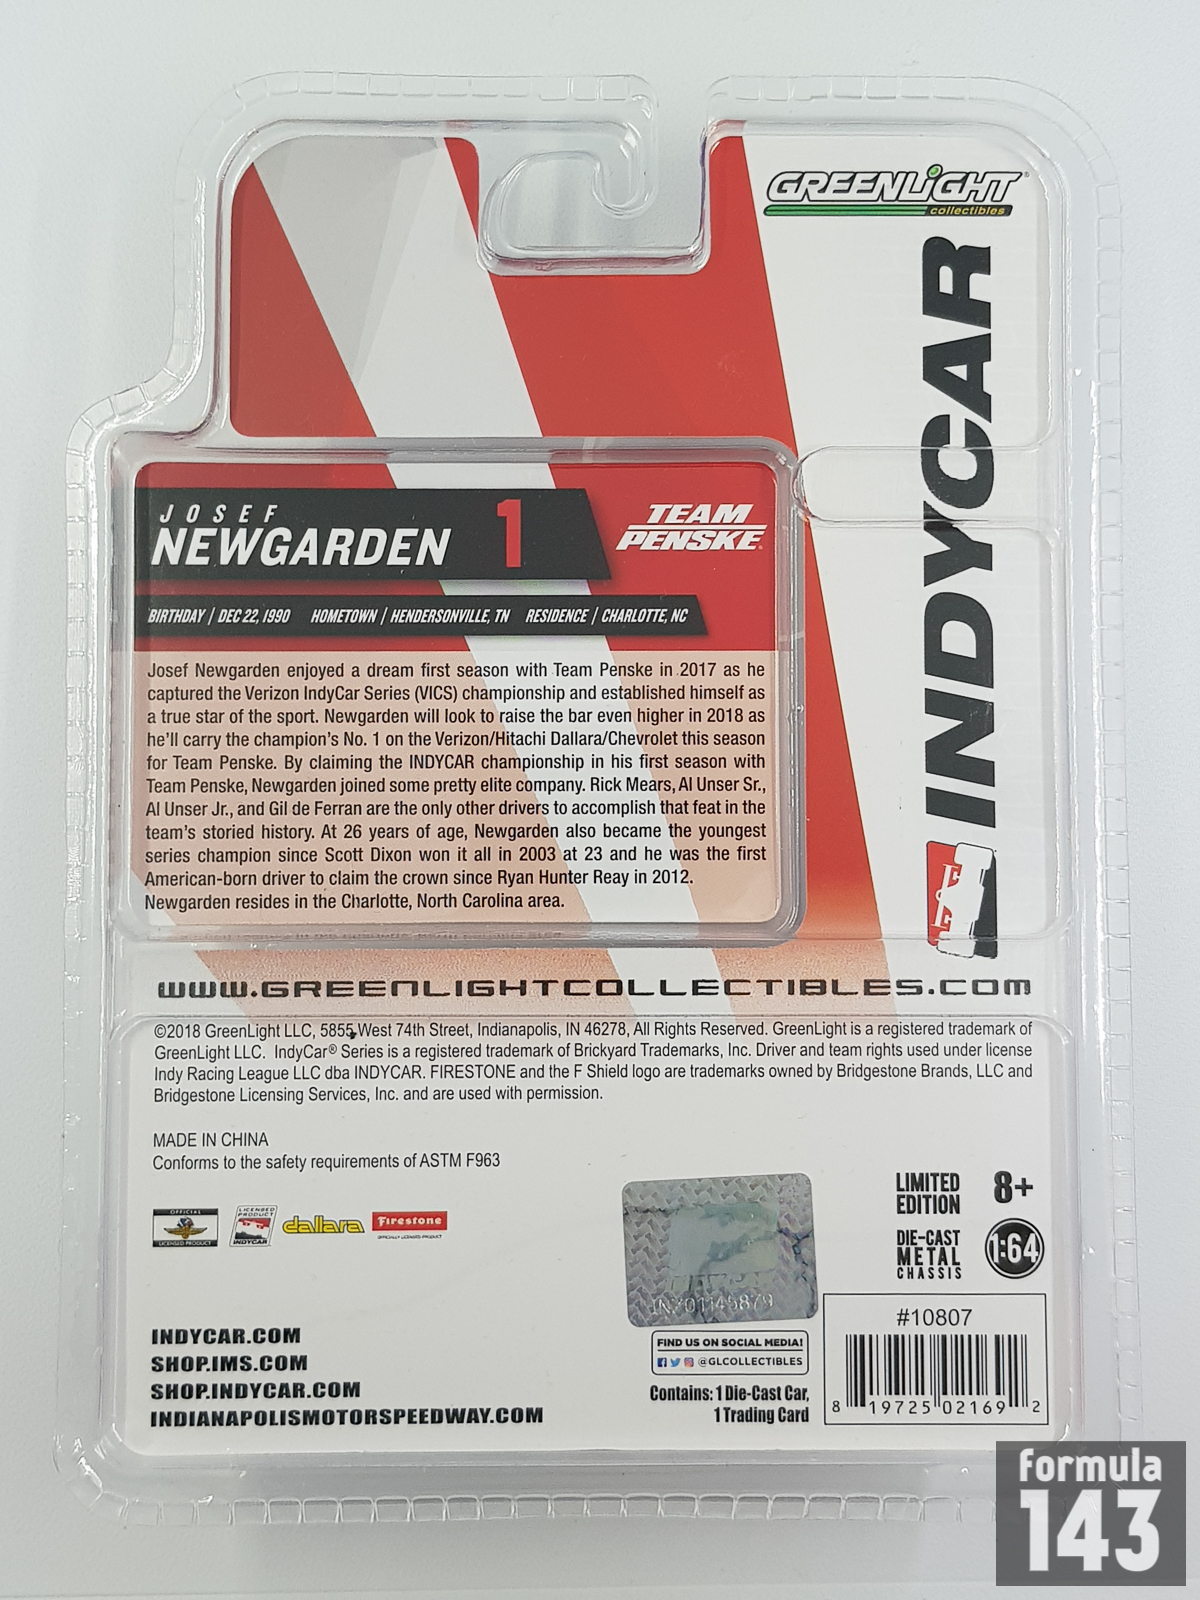 GREENLIGHT®
collectibles
INDYCAR
JOSEF
NEWGARDEN 1
TEAM
PENSKE
BIRTHDAY / DEC 22, 1990 HOMETOWN / HENDERSONVILLE, TN RESIDENCE / CHARLOTTE, NC
Josef Newgarden enjoyed a dream first season with Team Penske in 2017 as he
captured the Verizon IndyCar Series (VICS) championship and established himself as
a true star of the sport. Newgarden will look to raise the bar even higher in 2018 as
he'll carry the champion's No. 1 on the Verizon/Hitachi Dallara/Chevrolet this season
for Team Penske. By claiming the INDYCAR championship in his first season with
Team Penske, Newgarden joined some pretty elite company. Rick Mears, Al Unser Sr.,
Al Unser Jr., and Gil de Ferran are the only other drivers to accomplish that feat in the
team's storied history. At 26 years of age, Newgarden also became the youngest
series champion since Scott Dixon won it all in 2003 at 23 and he was the first
American-born driver to claim the crown since Ryan Hunter Reay in 2012.
Newgarden resides in the Charlotte, North Carolina area.
www.GREENLIGHTCOLLECTIBLES.COM
©2018 GreenLight LLC, 5855 West 74th Street, Indianapolis, IN 46278, All Rights Reserved. GreenLight is a registered trademark of
GreenLight LLC. IndyCar® Series is a registered trademark of Brickyard Trademarks, Inc. Driver and team rights used under license
Indy Racing League LLC dba INDYCAR. FIRESTONE and the F Shield logo are trademarks owned by Bridgestone Brands, LLC and
Bridgestone Licensing Services, Inc. and are used with permission.
MADE IN CHINA
Conforms to the safety requirements of ASTM F963
OFFICIAL
LICENSED PRODUCT
LICENSED
PRODUCT
INDYCAR
dallara
Firestone
OFFICIALLY LICENSED PRODUCT
LIMITED
EDITION
8+
DIE-CAST
METAL
CHASSIS
1:64
INZ01145879
INDYCAR.COM
SHOP.IMS.COM
SHOP.INDYCAR.COM
INDIANAPOLISMOTORSPEEDWAY.COM
FIND US ON SOCIAL MEDIA!
@GLCOLLECTIBLES
Contains: 1 Die-Cast Car,
1 Trading Card
#10807
8 19725 02169 2
formula
143